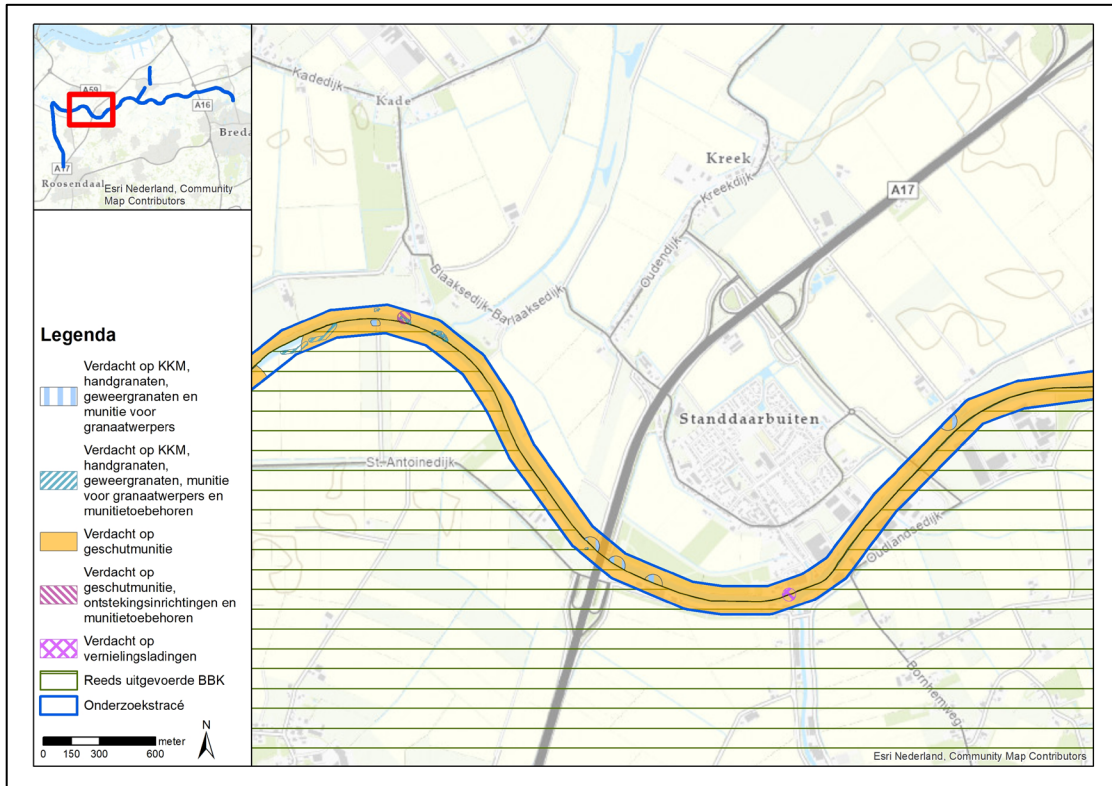 A59
A16
Breda
A17
Roosendaal
Esri Nederland, Community
Map Contributors
Legenda
Verdacht op KKM,
handgranaten,
geweergranaten en
munitie voor
granaatwerpers
Verdacht op KKM,
handgranaten,
geweergranaten, munitie
voor granaatwerpers en
munitietoebehoren
Verdacht op
geschutmunitie
Verdacht op
geschutmunitie,
ontstekingsinrichtingen en
munitietoebehoren
Verdacht op
vernielingsladingen
Reeds uitgevoerde BBK
Onderzoekstracé
N
meter
0 150 300 600
Kadedijk
Kade
Kreek
Kreekdijk
A17
Oudendijk
Blaaksedijk-Barlaaksedijk
Standdaarbuiten
St.-Antoinedijk
Oudlandsedijk
Bornhemweg
Esri Nederland, Community Map Contributors